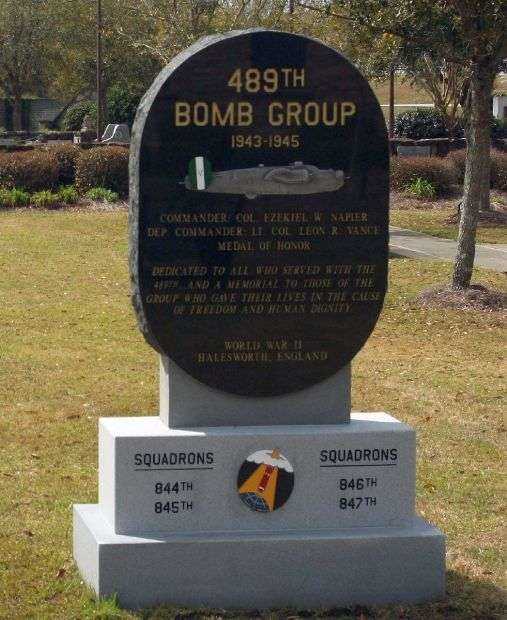 489TH
BOMB GROUP
1943-1945
COMMANDER: COL. EZEKIEL W. NAPIER
DEP. COMMANDER: LT. COL. LEON R. VANCE
MEDAL OF HONOR
DEDICATED TO ALL WHO SERVED WITH THE
489TH...AND A MEMORIAL TO THOSE OF THE
GROUP WHO GAVE THEIR LIVES IN THE CAUSE
OF FREEDOM AND HUMAN DIGNITY
WORLD WAR II
HALESWORTH, ENGLAND
SQUADRONS
844TH
845TH
SQUADRONS
846TH
847TH